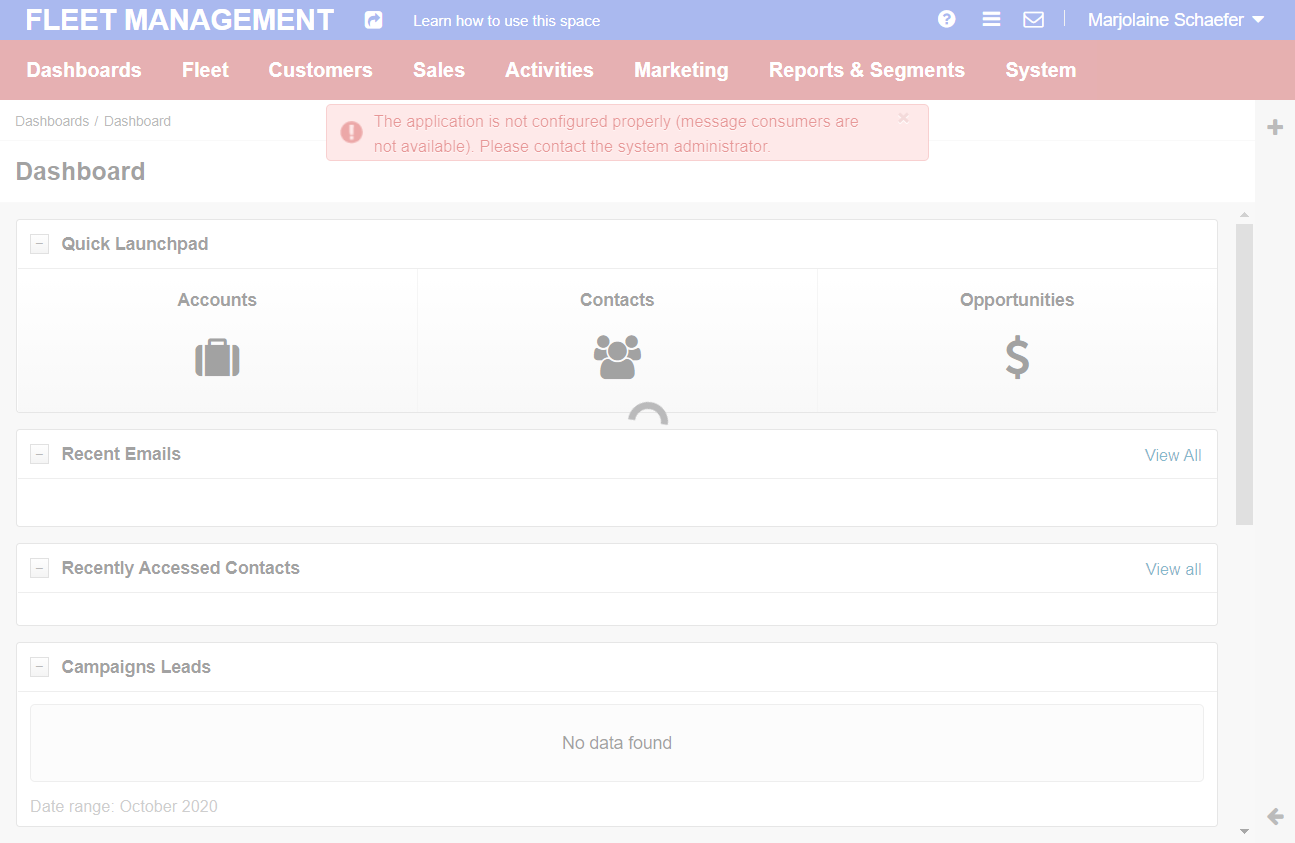 FLEET MANAGEMENT
Learn how to use this space
Marjolaine Schaefer
Dashboards Fleet Customers Sales Activities Marketing Reports & Segments System
Dashboards / Dashboard
The application is not configured properly (message consumers are
not available). Please contact the system administrator.
×
Dashboard
Quick Launchpad
Accounts Contacts Opportunities
Recent Emails View All
Recently Accessed Contacts View all
Campaigns Leads
No data found
Date range: October 2020